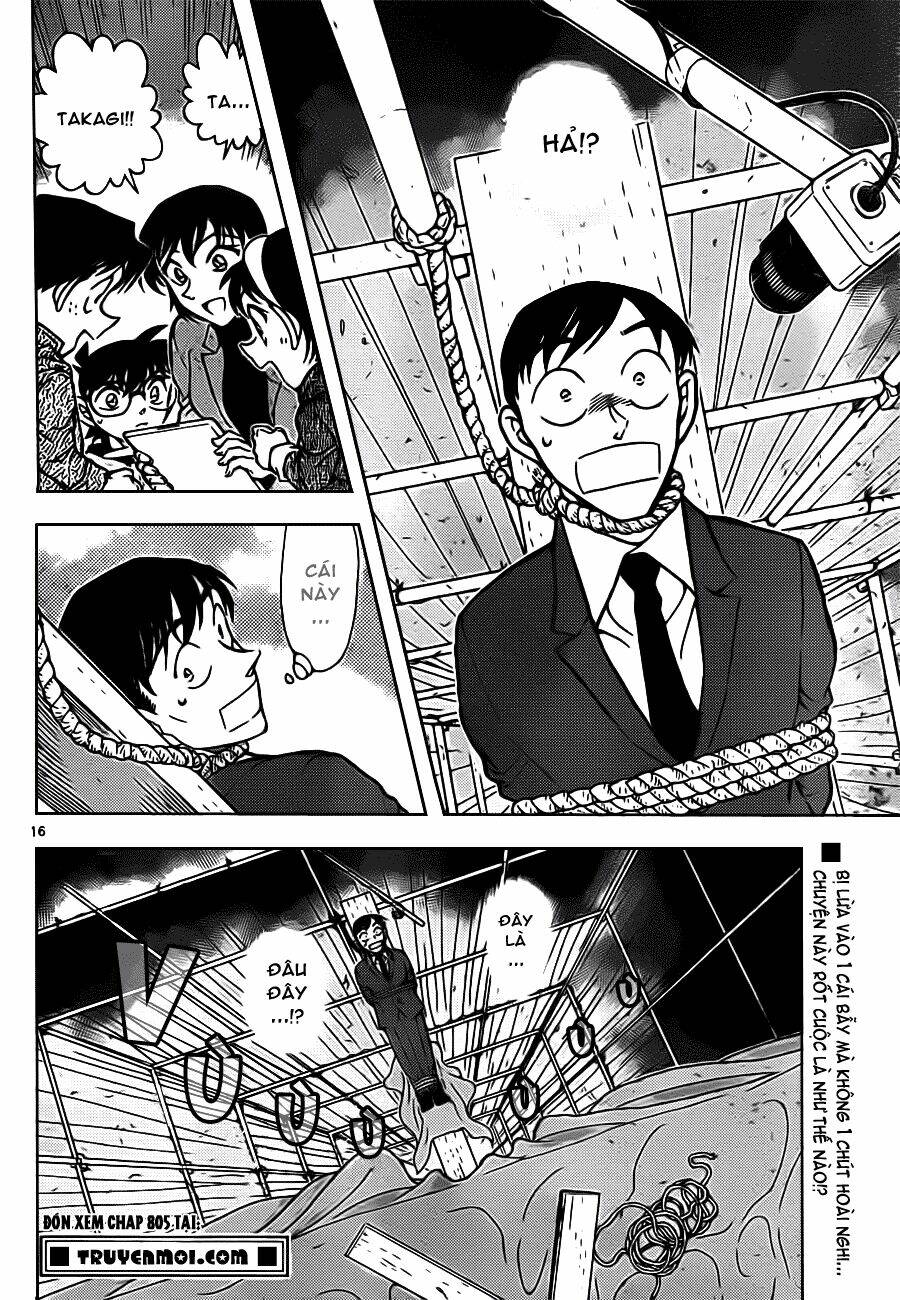 TA...
TAKAGI!!
HẢ!?
CÁI
NÀY
...
16
ĐÂY
LÀ
...
ĐÂU
ĐÂY
...!?
VÙ Ù Ù Ù Ù Ù
BỊ LỪA VÀO 1 CÁI BẪY MÀ KHÔNG 1 CHÚT HOÀI NGHI...
CHUYỆN NÀY RỐT CUỘC LÀ NHƯ THẾ NÀO!?
ĐÓN XEM CHAP 805 TẠI:
TRUYENMOI.COM